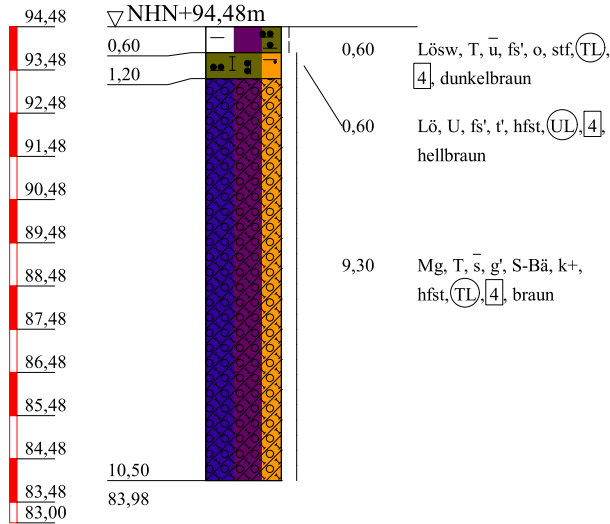 94,48
93,48
92,48
91,48
90,48
89,48
88,48
87,48
86,48
85,48
84,48
83,48
83,00
NHN+94,48m
0,60
1,20
10,50
83,98
0,60 Lösw, T, u̅, fs', o, stf, TL,
4, dunkelbraun
0,60 Lö, U, fs', t', hfst, UL, 4,
hellbraun
9,30 Mg, T, s̅, g', S-Bä, k+,
hfst, TL, 4, braun